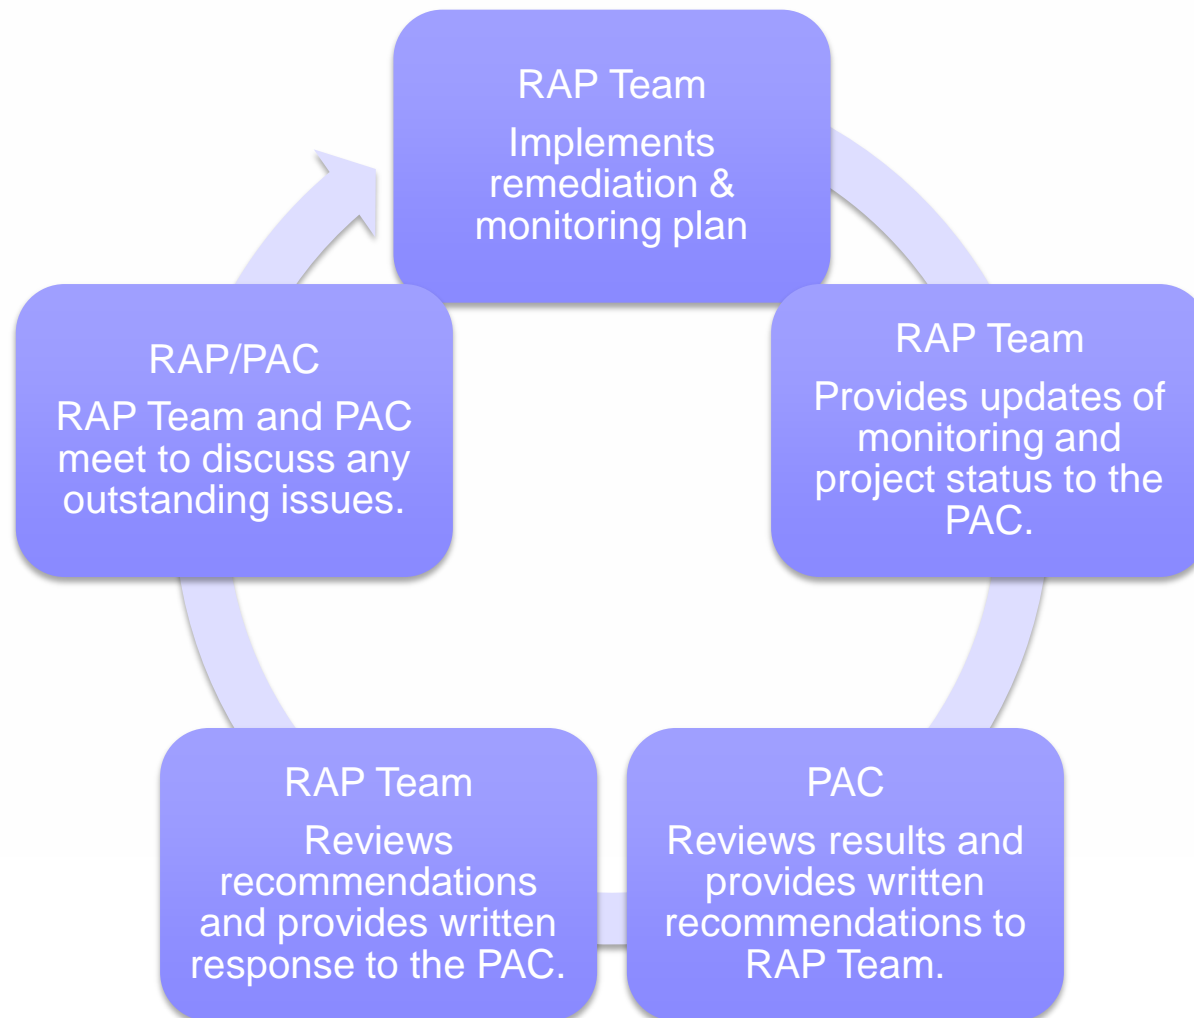 RAP Team
Implements
remediation &
monitoring plan
RAP Team
Provides updates of
monitoring and
project status to the
PAC.
PAC
Reviews results and
provides written
recommendations to
RAP Team.
RAP Team
Reviews
recommendations
and provides written
response to the PAC.
RAP/PAC
RAP Team and PAC
meet to discuss any
outstanding issues.